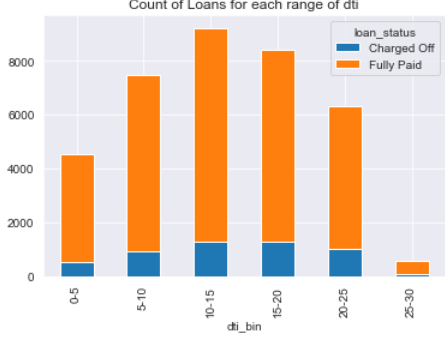 Count of Loans for each range of dti
loan_status
Charged Off
Fully Paid
8000
6000
4000
2000
0
0-5
5-10
10-15
15-20
20-25
25-30
dti_bin